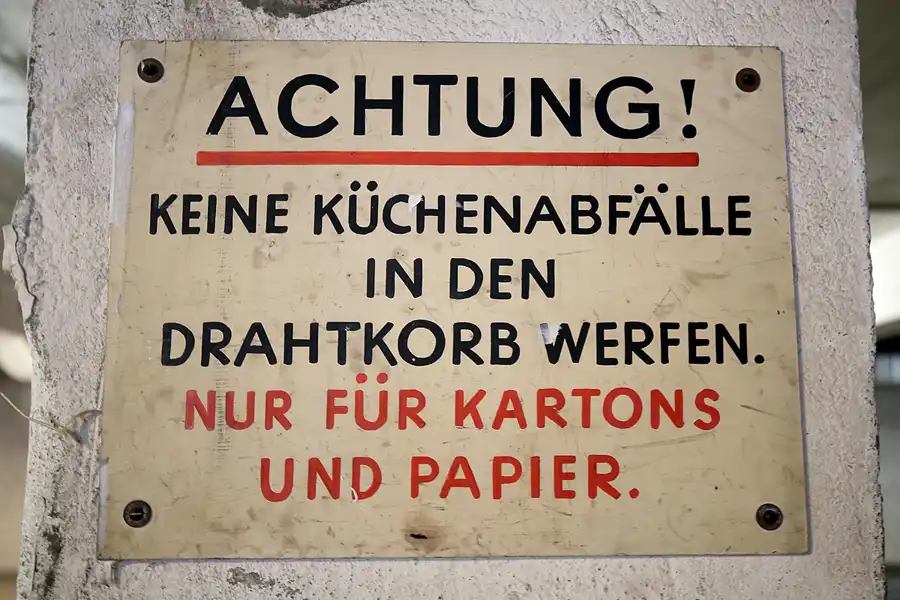 ACHTUNG!
KEINE KÜCHENABFÄLLE
IN DEN
DRAHTKORB WERFEN.
NUR FÜR KARTONS
UND PAPIER.